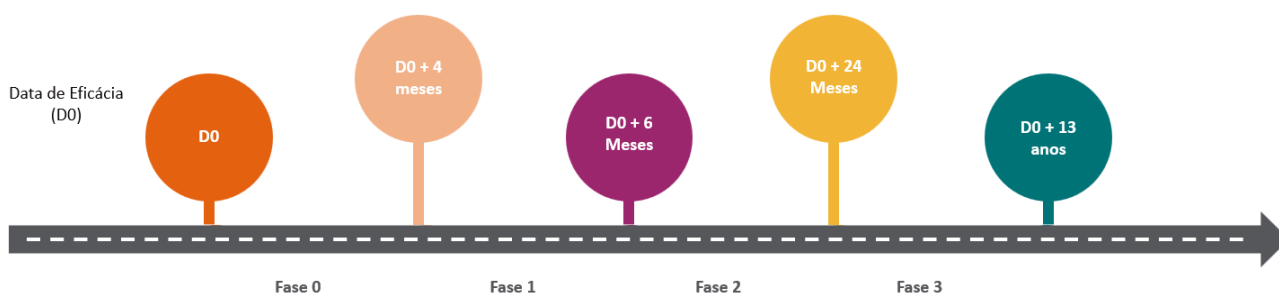 Data de Eficácia
(D0)
D0
D0 + 4
meses
D0 + 6
Meses
D0 + 24
Meses
D0 + 13
anos
Fase 0
Fase 1
Fase 2
Fase 3